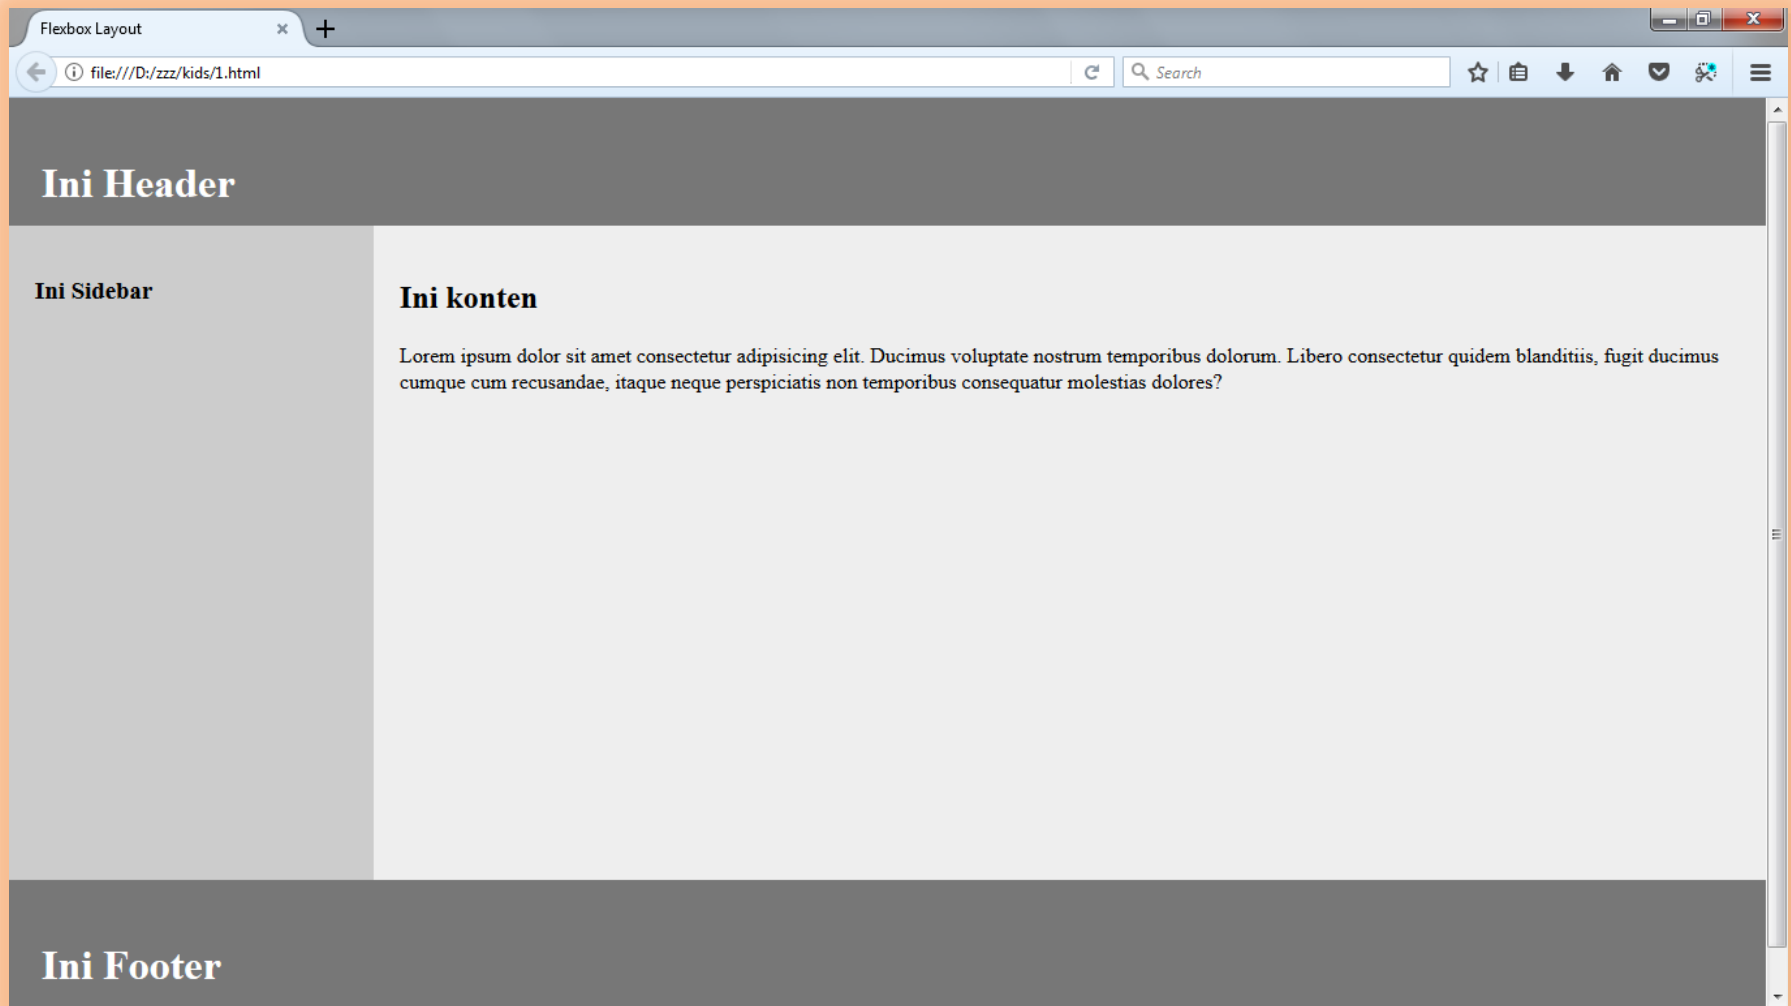 Flexbox Layout
file:///D:/zzz/kids/1.html
Search
Ini Header
Ini Sidebar
Ini konten
Lorem ipsum dolor sit amet consectetur adipisicing elit. Ducimus voluptate nostrum temporibus dolorum. Libero consectetur quidem blanditiis, fugit ducimus
cumque cum recusandae, itaque neque perspiciatis non temporibus consequatur molestias dolores?
Ini Footer